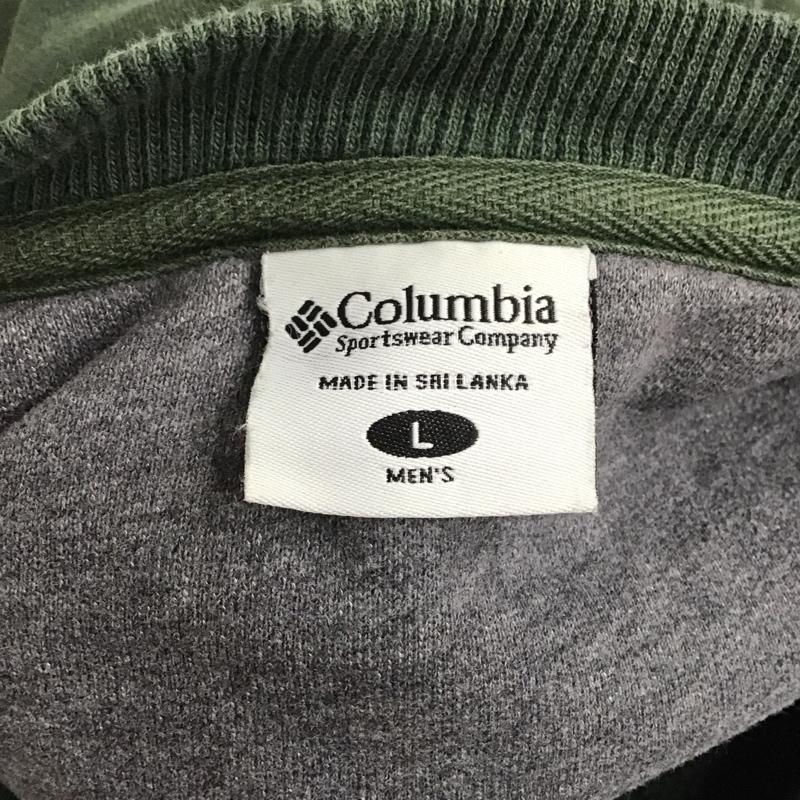 Columbia
Sportswear Company
MADE IN SRI LANKA
L
MEN'S